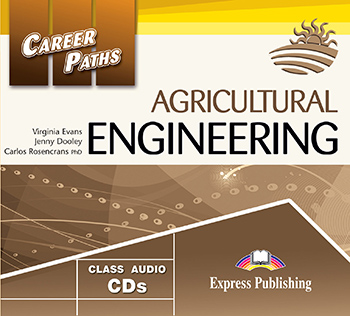 CAREER
PATHS
AGRICULTURAL
ENGINEERING
Virginia Evans
Jenny Dooley
Carlos Rosencrans PhD
CLASS AUDIO
CDs
Express Publishing